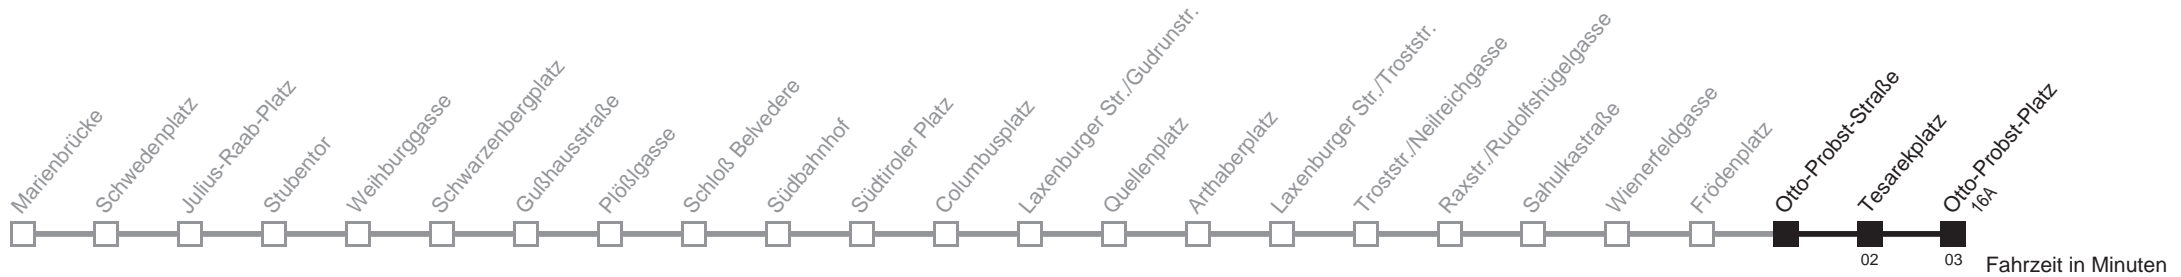 Marienbrücke
Schwedenplatz
Julius-Raab-Platz
Stubentor
Weihburggasse
Schwarzenbergplatz
Gußhausstraße
Plößlgasse
Schloß Belvedere
Südbahnhof
Südtiroler Platz
Columbusplatz
Laxenburger Str./Gudrunstr.
Quellenplatz
Arthaberplatz
Laxenburger Str./Troststr.
Troststr./Neilreichgasse
Raxstr./Rudolfshügelgasse
Sahulkastraße
Wienerfeldgasse
Frödenplatz
Otto-Probst-Straße
Tesarekplatz
Otto-Probst-Platz
16A
02
03
Fahrzeit in Minuten